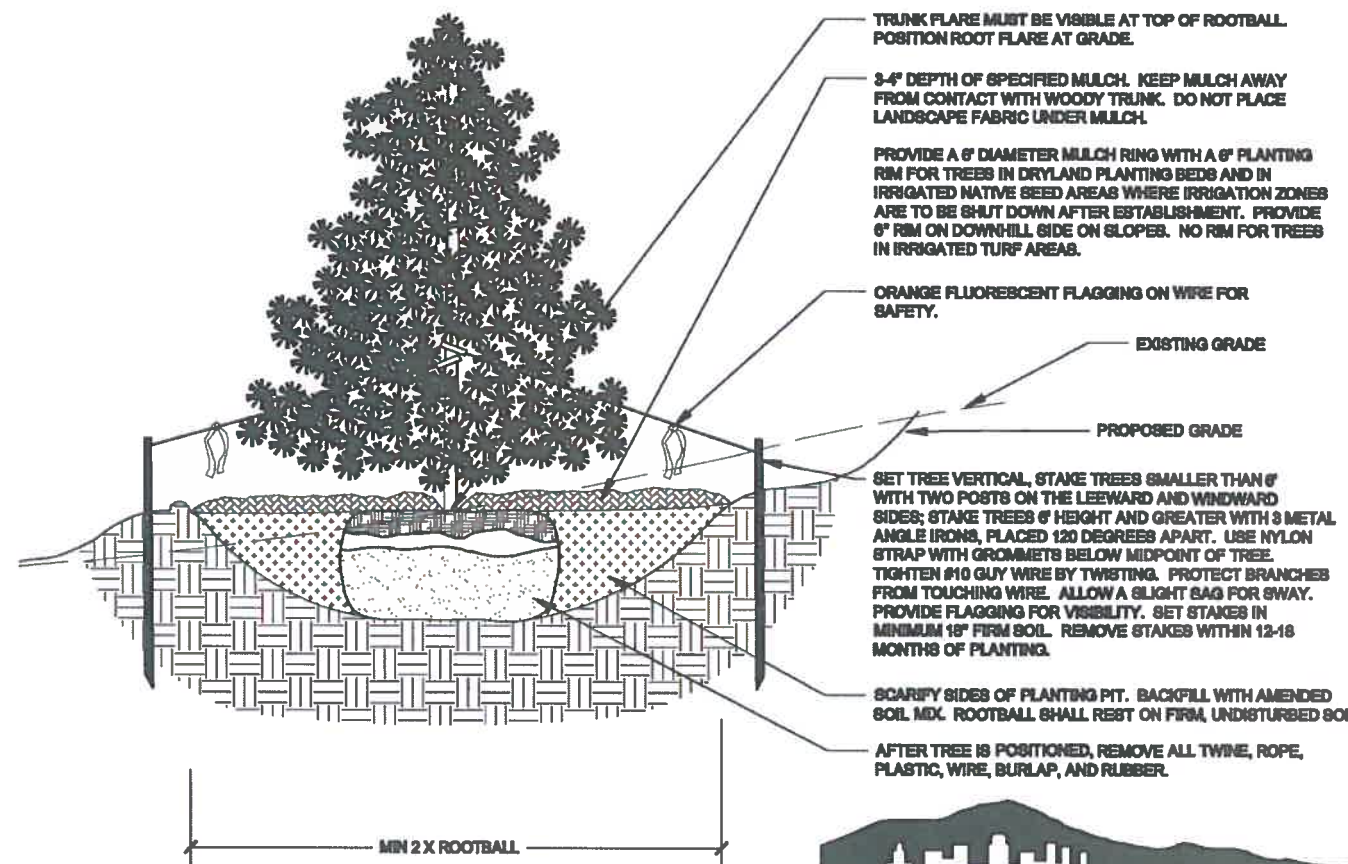 TRUNK FLARE MUST BE VISIBLE AT TOP OF ROOTBALL.
POSITION ROOT FLARE AT GRADE.
3-4" DEPTH OF SPECIFIED MULCH. KEEP MULCH AWAY
FROM CONTACT WITH WOODY TRUNK. DO NOT PLACE
LANDSCAPE FABRIC UNDER MULCH.
PROVIDE A 6' DIAMETER MULCH RING WITH A 6" PLANTING
RIM FOR TREES IN DRYLAND PLANTING BEDS AND IN
IRRIGATED NATIVE SEED AREAS WHERE IRRIGATION ZONES
ARE TO BE SHUT DOWN AFTER ESTABLISHMENT. PROVIDE
6" RIM ON DOWNHILL SIDE ON SLOPES. NO RIM FOR TREES
IN IRRIGATED TURF AREAS.
ORANGE FLUORESCENT FLAGGING ON WIRE FOR
SAFETY.
EXISTING GRADE
PROPOSED GRADE
SET TREE VERTICAL, STAKE TREES SMALLER THAN 6'
WITH TWO POSTS ON THE LEEWARD AND WINDWARD
SIDES; STAKE TREES 6' HEIGHT AND GREATER WITH 3 METAL
ANGLE IRONS, PLACED 120 DEGREES APART. USE NYLON
STRAP WITH GROMMETS BELOW MIDPOINT OF TREE.
TIGHTEN #10 GUY WIRE BY TWISTING. PROTECT BRANCHES
FROM TOUCHING WIRE. ALLOW A SLIGHT SAG FOR SWAY.
PROVIDE FLAGGING FOR VISIBILITY. SET STAKES IN
MINIMUM 18" FIRM SOIL. REMOVE STAKES WITHIN 12-18
MONTHS OF PLANTING.
SCARIFY SIDES OF PLANTING PIT. BACKFILL WITH AMENDED
SOIL MIX. ROOTBALL SHALL REST ON FIRM, UNDISTURBED
AFTER TREE IS POSITIONED, REMOVE ALL TWINE, ROPE,
PLASTIC, WIRE, BURLAP, AND RUBBER.
MIN 2 X ROOTBALL